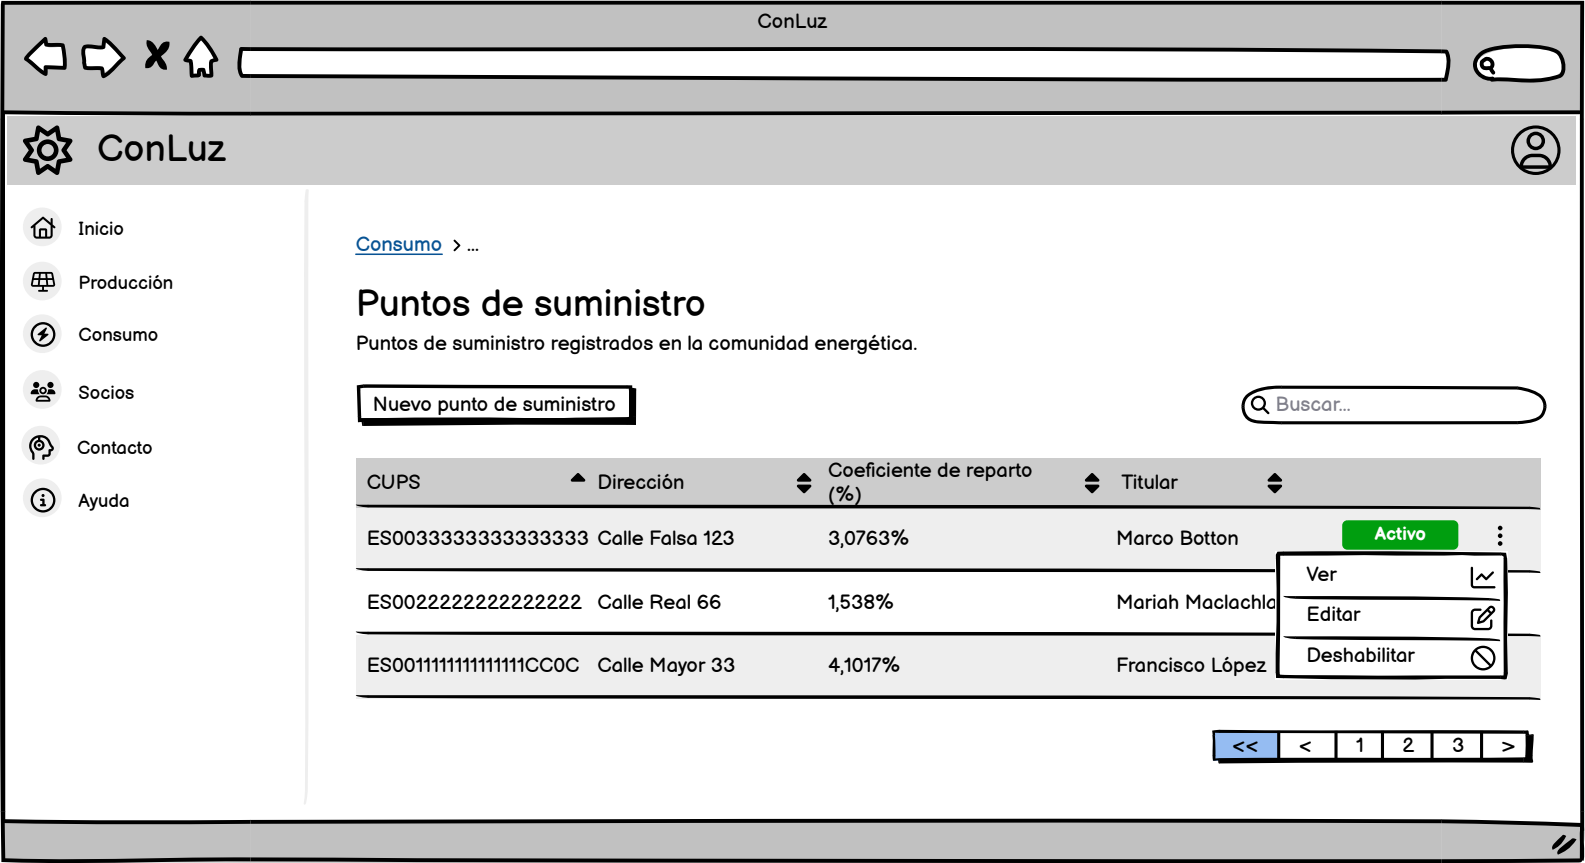 ConLuz
ConLuz
Inicio
Producción
Consumo
Socios
Contacto
Ayuda
Consumo > ...
Puntos de suministro
Puntos de suministro registrados en la comunidad energética.
Nuevo punto de suministro
Buscar...
CUPS Dirección Coeficiente de reparto (%) Titular
ES0033333333333333 Calle Falsa 123 3,0763% Marco Botton Activo
ES0022222222222222 Calle Real 66 1,538% Mariah Maclachla
ES0011111111111111CC0C Calle Mayor 33 4,1017% Francisco López
Ver
Editar
Deshabilitar
<< < 1 2 3 >